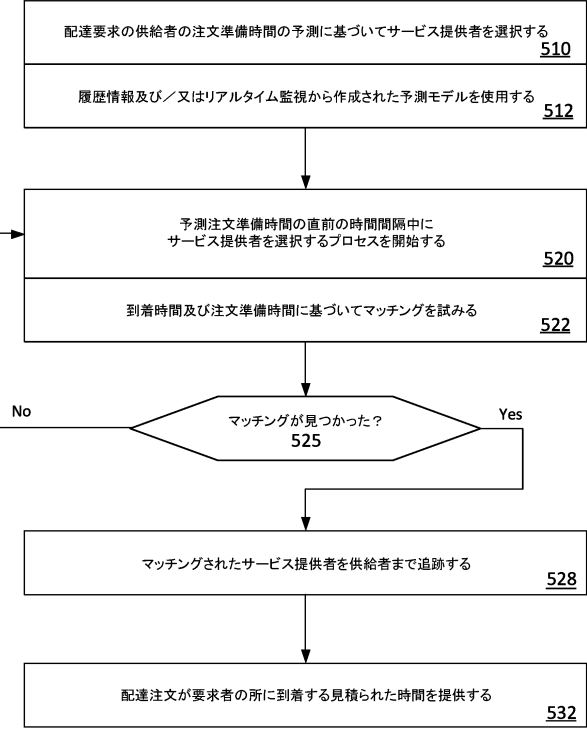 配達要求の供給者の注文準備時間の予測に基づいてサービス提供者を選択する
510
履歴情報及び／又はリアルタイム監視から作成された予測モデルを使用する
512
予測注文準備時間の直前の時間間隔中に
サービス提供者を選択するプロセスを開始する
520
到着時間及び注文準備時間に基づいてマッチングを試みる
522
No
マッチングが見つかった？
Yes
525
マッチングされたサービス提供者を供給者まで追跡する
528
配達注文が要求者の所に到着する見積られた時間を提供する
532